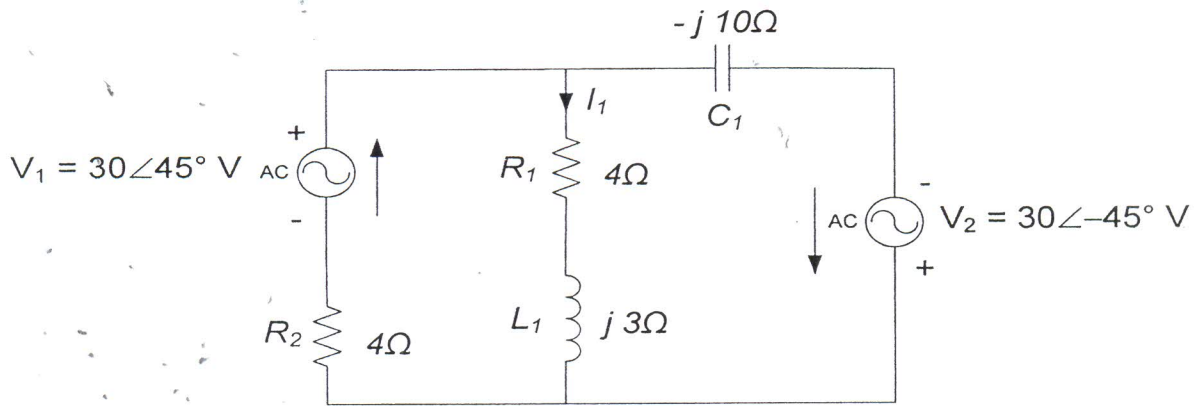 - j 10Ω
C1
I1
+
V1 = 30∠45° V AC
-
R1 4Ω
-
AC V2 = 30∠–45° V
+
R2 4Ω
L1 j 3Ω